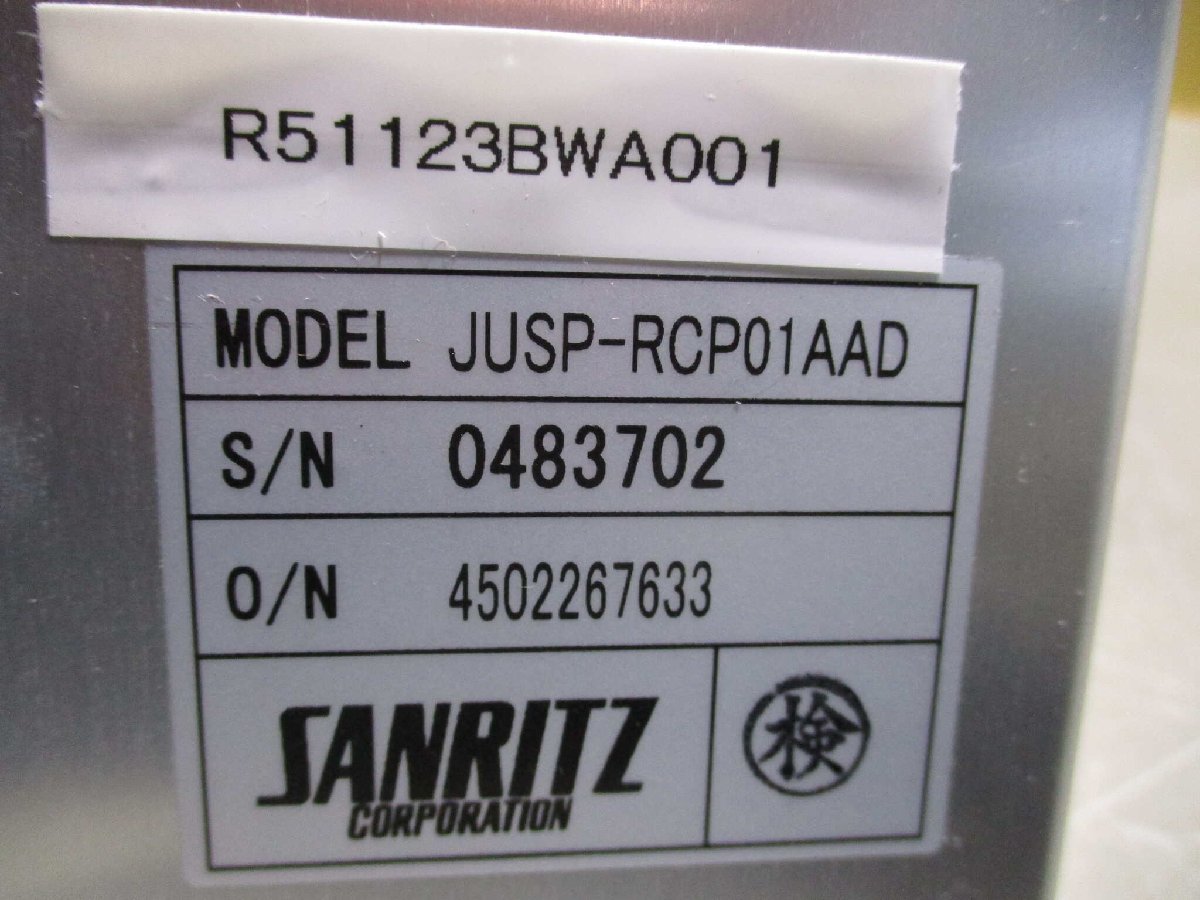 R51123BWA001
MODEL JUSP-RCP01AAD
S/N 0483702
O/N 4502267633
SANRITZ
CORPORATION
検